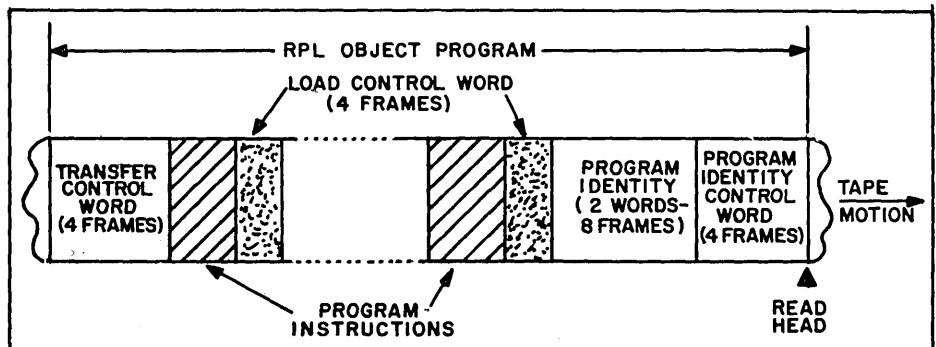 RPL OBJECT PROGRAM
LOAD CONTROL WORD
(4 FRAMES)
TRANSFER
CONTROL
WORD
(4 FRAMES)
PROGRAM
IDENTITY
( 2 WORDS-
8 FRAMES)
PROGRAM
IDENTITY
CONTROL
WORD
(4 FRAMES)
TAPE
MOTION
PROGRAM
INSTRUCTIONS
READ
HEAD